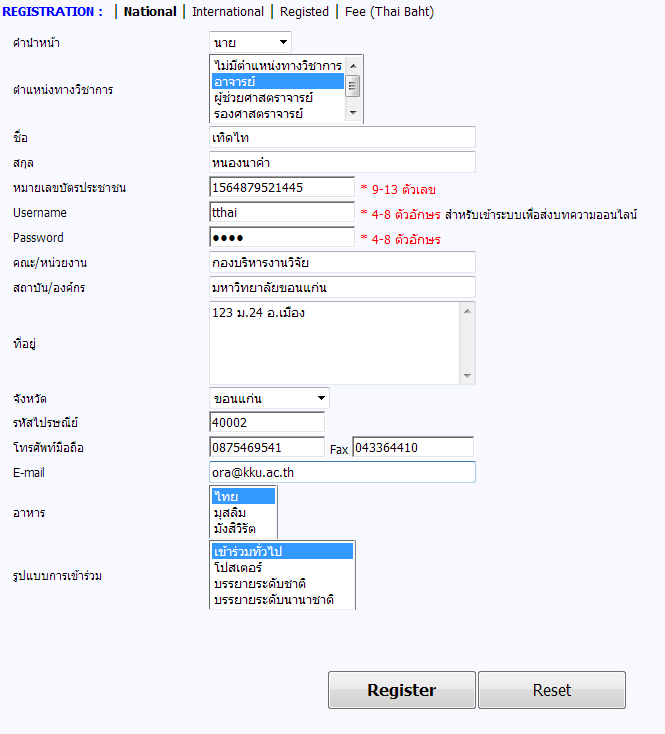 REGISTRATION : | National | International | Registed | Fee (Thai Baht)
คำนำหน้า นาย
ตำแหน่งทางวิชาการ ไม่มีตำแหน่งทางวิชาการ
อาจารย์
ผู้ช่วยศาสตราจารย์
รองศาสตราจารย์
ชื่อ เทิดไท
สกุล หนองนาคำ
หมายเลขบัตรประชาชน 1564879521445 * 9-13 ตัวเลข
Username tthai * 4-8 ตัวอักษร สำหรับเข้าระบบเพื่อส่งบทความออนไลน์
Password ●●●● * 4-8 ตัวอักษร
คณะ/หน่วยงาน กองบริหารงานวิจัย
สถาบัน/องค์กร มหาวิทยาลัยขอนแก่น
ที่อยู่ 123 ม.24 อ.เมือง
จังหวัด ขอนแก่น
รหัสไปรษณีย์ 40002
โทรศัพท์มือถือ 0875469541 Fax 043364410
E-mail ora@kku.ac.th
อาหาร ไทย
มุสลิม
มังสิวิรัต
รูปแบบการเข้าร่วม เข้าร่วมทั่วไป
โปสเตอร์
บรรยายระดับชาติ
บรรยายระดับนานาชาติ
Register Reset